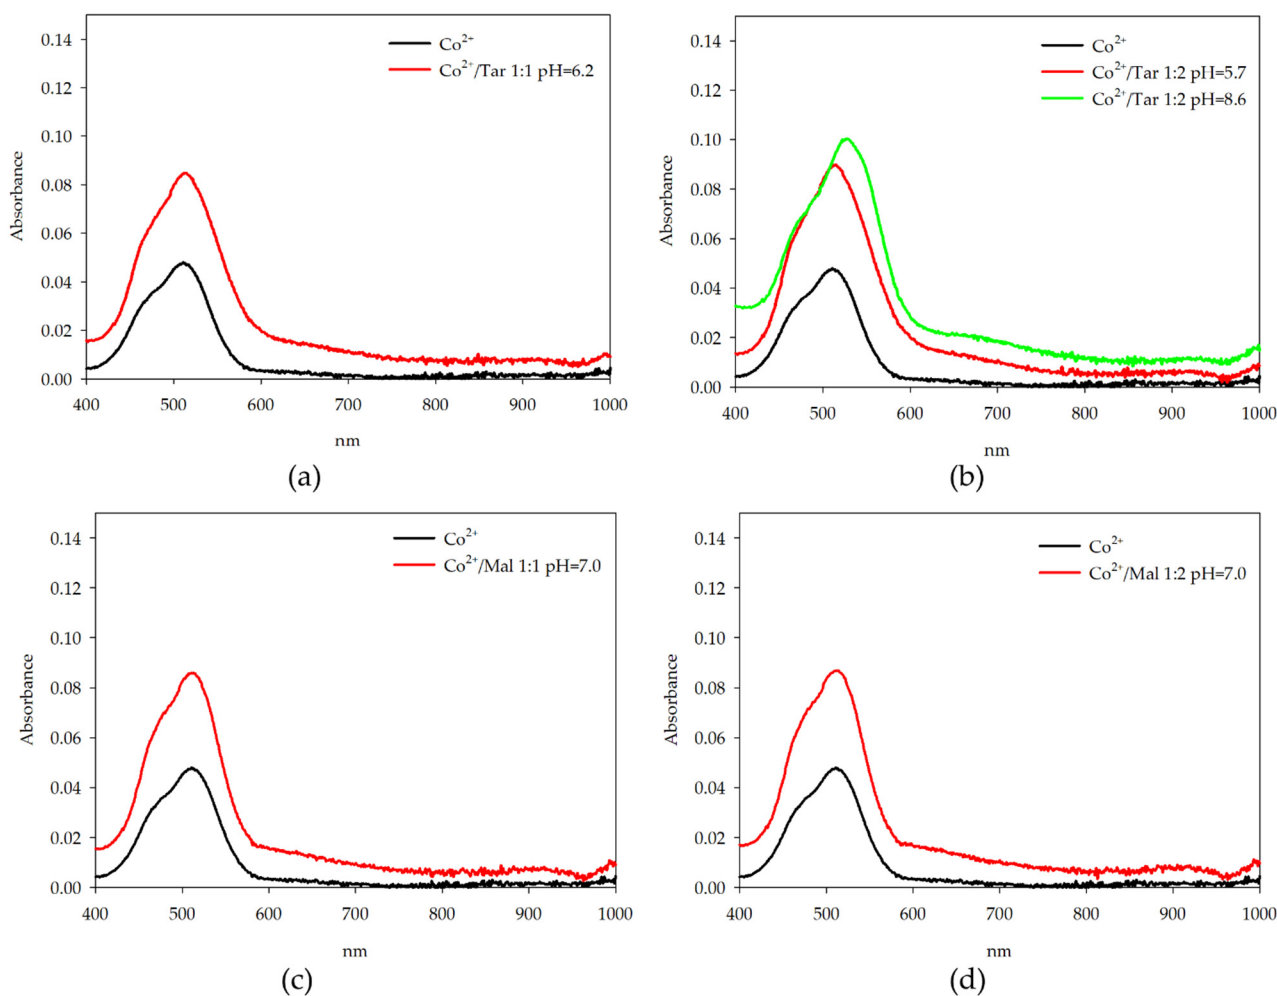 0.14
0.12
0.10
0.08
0.06
0.04
0.02
0.00
Absorbance
Co²⁺
Co²⁺/Tar 1:1 pH=6.2
400 500 600 700 800 900 1000
nm
(a)
0.14
0.12
0.10
0.08
0.06
0.04
0.02
0.00
Absorbance
Co²⁺
Co²⁺/Tar 1:2 pH=5.7
Co²⁺/Tar 1:2 pH=8.6
400 500 600 700 800 900 1000
nm
(b)
0.14
0.12
0.10
0.08
0.06
0.04
0.02
0.00
Absorbance
Co²⁺
Co²⁺/Mal 1:1 pH=7.0
400 500 600 700 800 900 1000
nm
(c)
0.14
0.12
0.10
0.08
0.06
0.04
0.02
0.00
Absorbance
Co²⁺
Co²⁺/Mal 1:2 pH=7.0
400 500 600 700 800 900 1000
nm
(d)